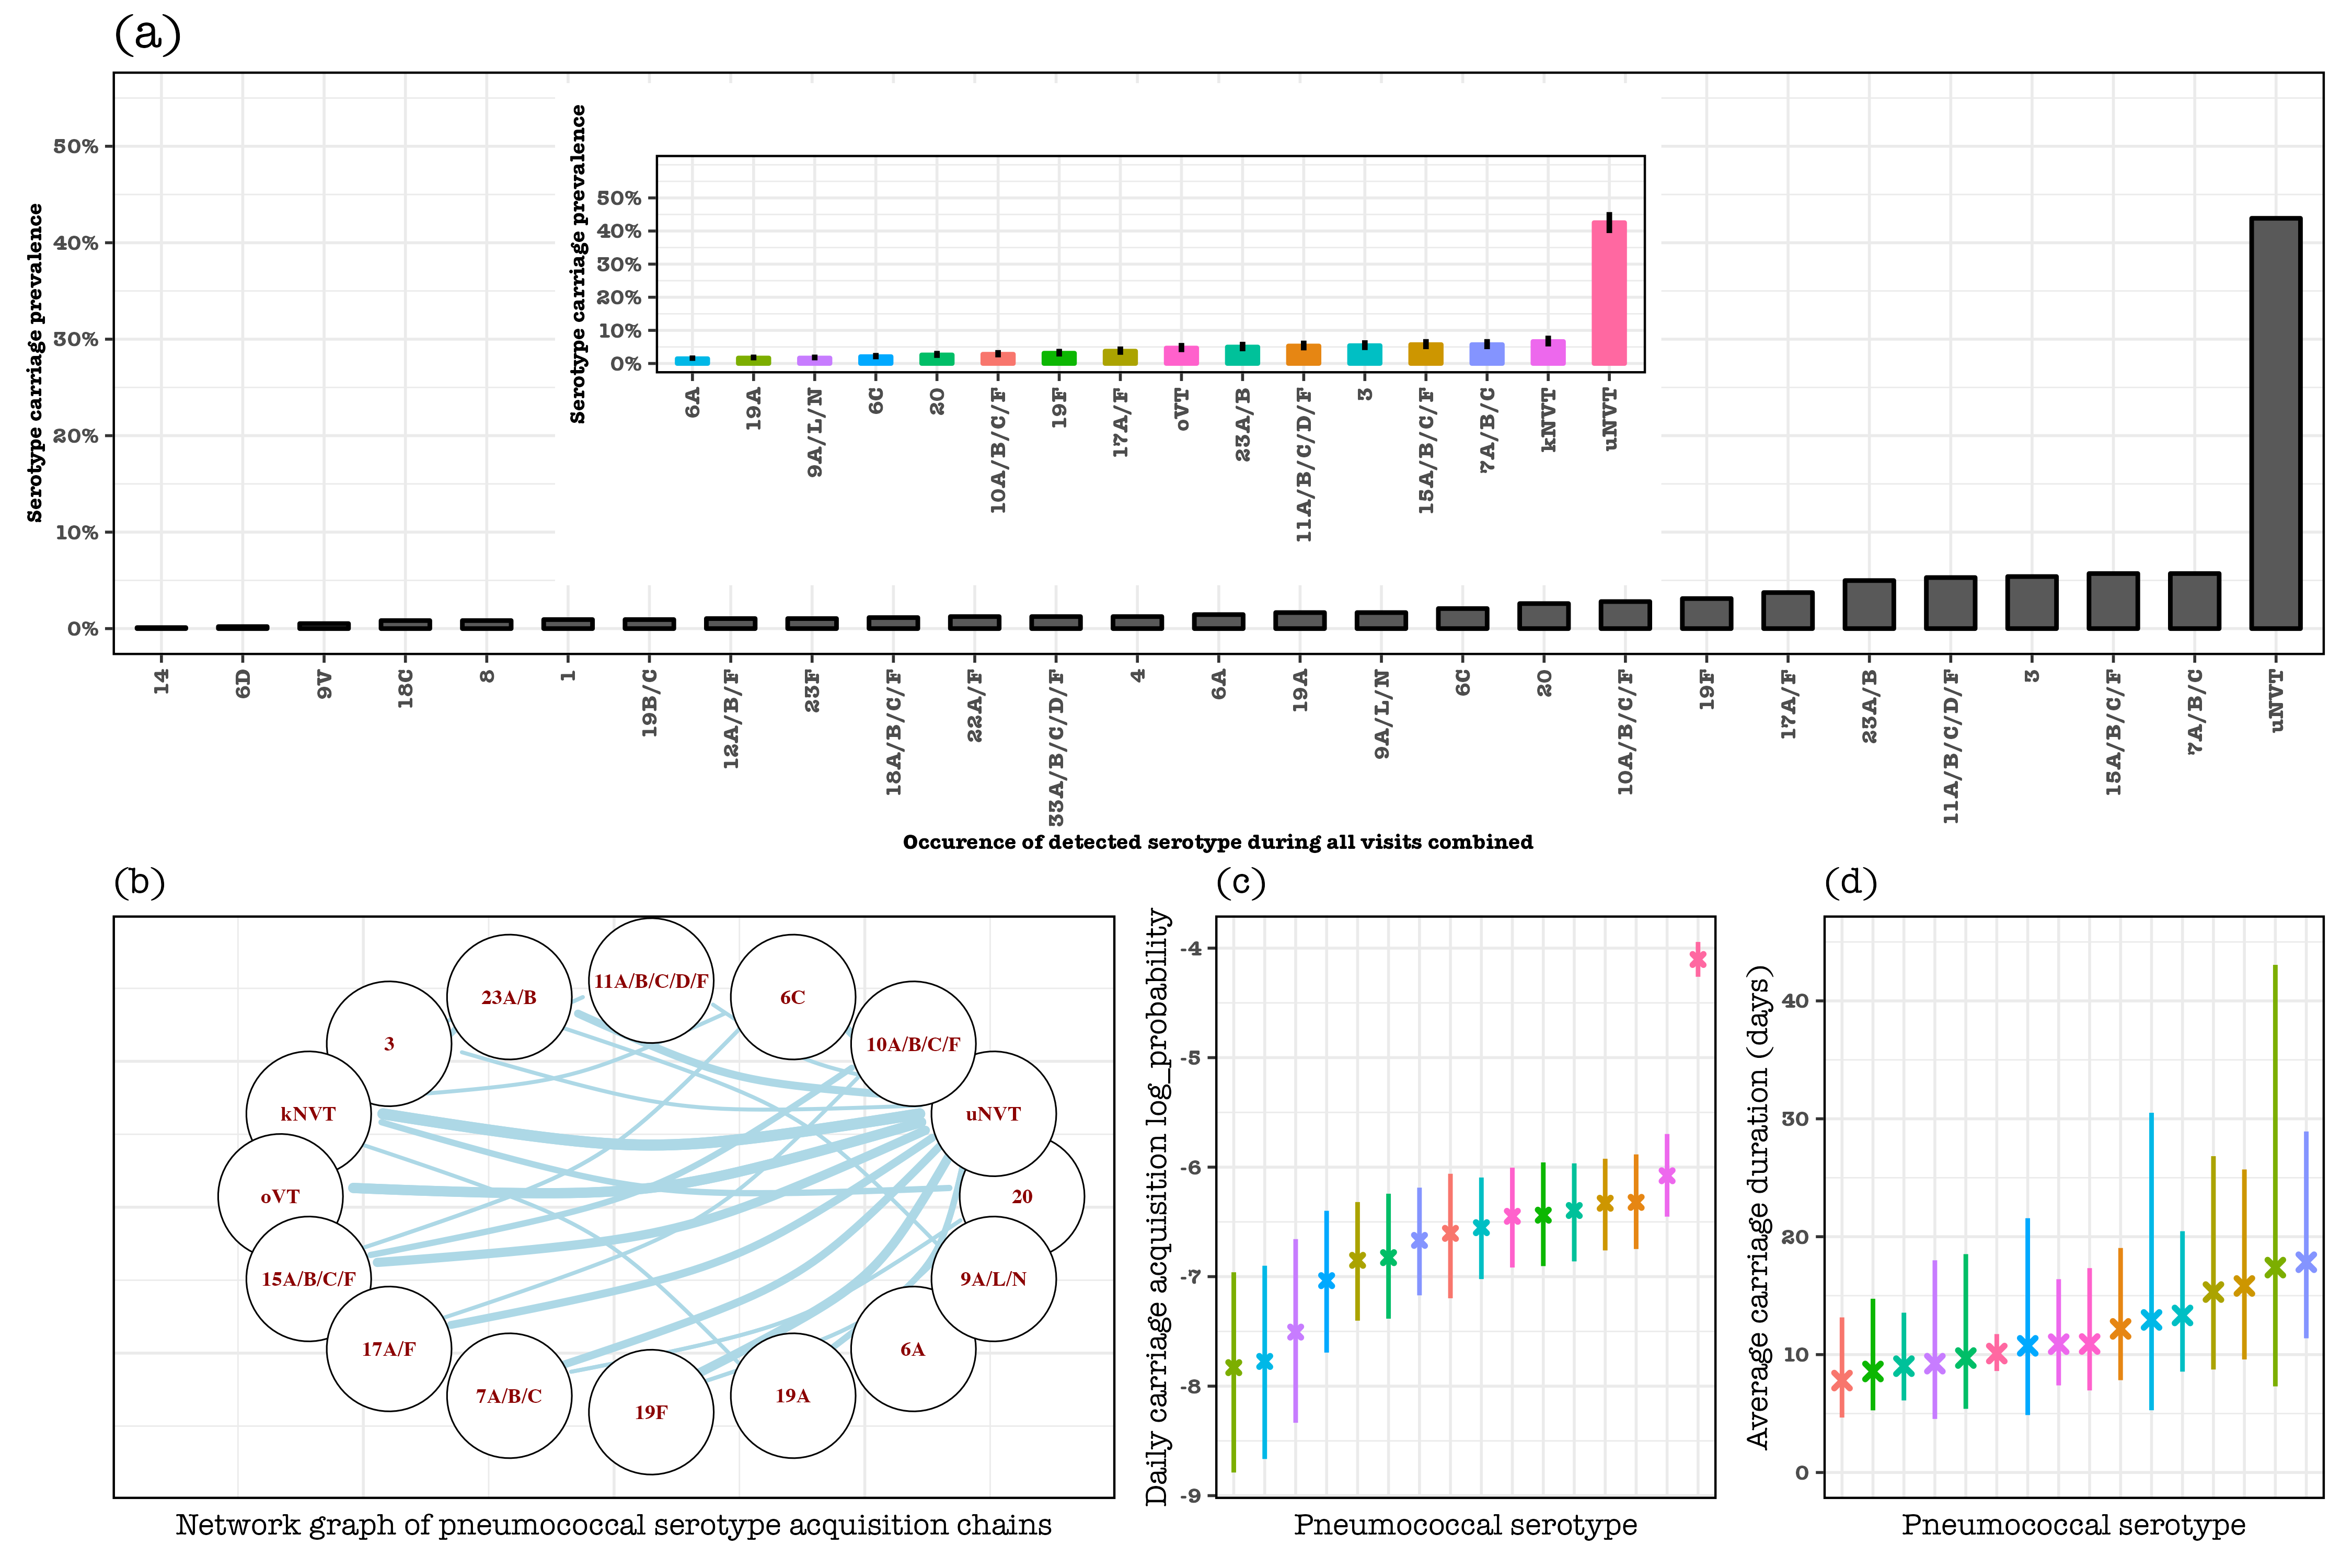 (a)
Serotype carriage prevalence
50%
40%
30%
20%
10%
0%
14
6D
9V
18C
8
1
19B/C
12A/B/F
23F
18A/B/C/F
22A/F
33A/B/C/D/F
4
6A
19A
9A/L/N
6C
20
10A/B/C/F
19F
17A/F
23A/B
11A/B/C/D/F
3
15A/B/C/F
7A/B/C
uNVT
Occurence of detected serotype during all visits combined
Serotype carriage prevalence
50%
40%
30%
20%
10%
0%
6A
19A
9A/L/N
6C
20
10A/B/C/F
19F
17A/F
oVT
23A/B
11A/B/C/D/F
3
15A/B/C/F
7A/B/C
kNVT
uNVT
(b)
11A/B/C/D/F
23A/B
6C
3
10A/B/C/F
kNVT
uNVT
oVT
20
15A/B/C/F
9A/L/N
17A/F
6A
7A/B/C
19A
19F
Network graph of pneumococcal serotype acquisition chains
(c)
Daily carriage acquisition log_probability
-4
-5
-6
-7
-8
-9
Pneumococcal serotype
(d)
Average carriage duration (days)
40
30
20
10
0
Pneumococcal serotype